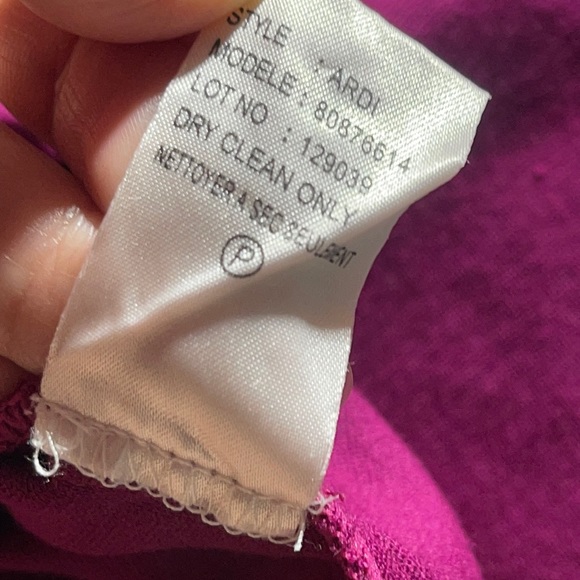 STYLE : ARDI
MODELE : 80876614
LOT NO : 129039
DRY CLEAN ONLY
NETTOYER A SEC SEULEMENT
P